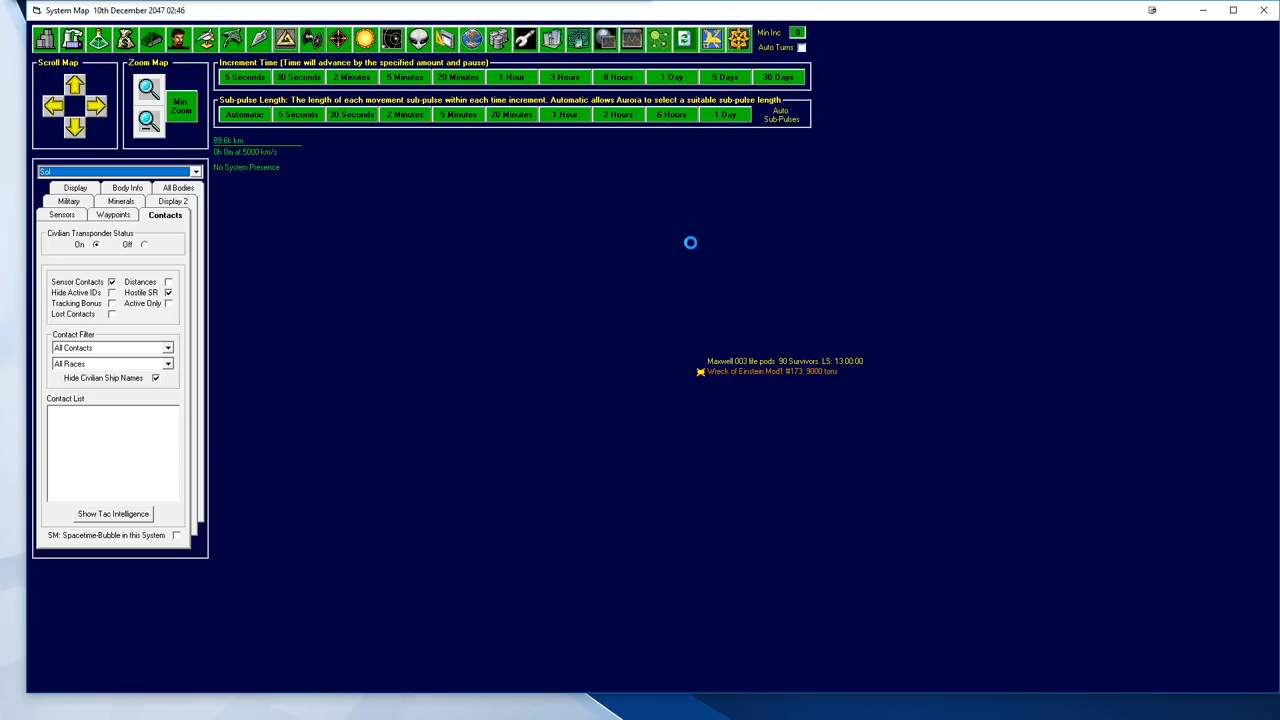 System Map   10th December 2047 02:46
Min Inc 0
Auto Turns
Scroll Map
Zoom Map
Min Zoom
Increment Time (Time will advance by the specified amount and pause)
5 Seconds 30 Seconds 2 Minutes 5 Minutes 20 Minutes 1 Hour 3 Hours 8 Hours 1 Day 5 Days 30 Days
Sub-pulse Length: The length of each movement sub-pulse within each time increment. Automatic allows Aurora to select a suitable sub-pulse length
Automatic 5 Seconds 30 Seconds 2 Minutes 5 Minutes 20 Minutes 1 Hour 2 Hours 6 Hours 1 Day Auto Sub-Pulses
89.6k km
0h 0m at 5000 km/s
No System Presence
Sol
Display Body Info All Bodies
Military Minerals Display 2
Sensors Waypoints Contacts
Civilian Transponder Status
On Off
Sensor Contacts Distances
Hide Active IDs Hostile SR
Tracking Bonus Active Only
Lost Contacts
Contact Filter
All Contacts
All Races
Hide Civilian Ship Names
Contact List
Show Tac Intelligence
SM: Spacetime-Bubble in this System
Maxwell 003 life pods  90 Survivors. LS: 13:00:00
Wreck of Einstein Mod1 #173: 9000 tons